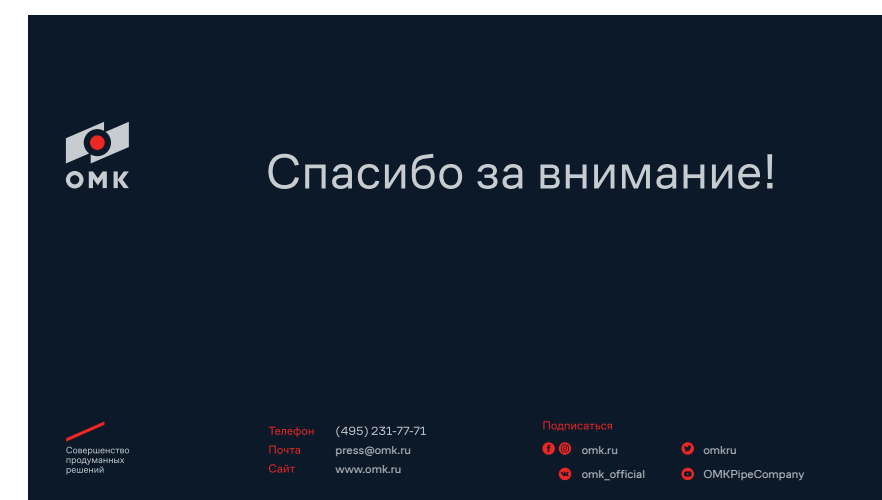 ОМК
Спасибо за внимание!
Совершенство
продуманных
решений
Телефон (495) 231-77-71
Почта press@omk.ru
Сайт www.omk.ru
Подписаться
omk.ru omkru
omk_official OMKPipeCompany